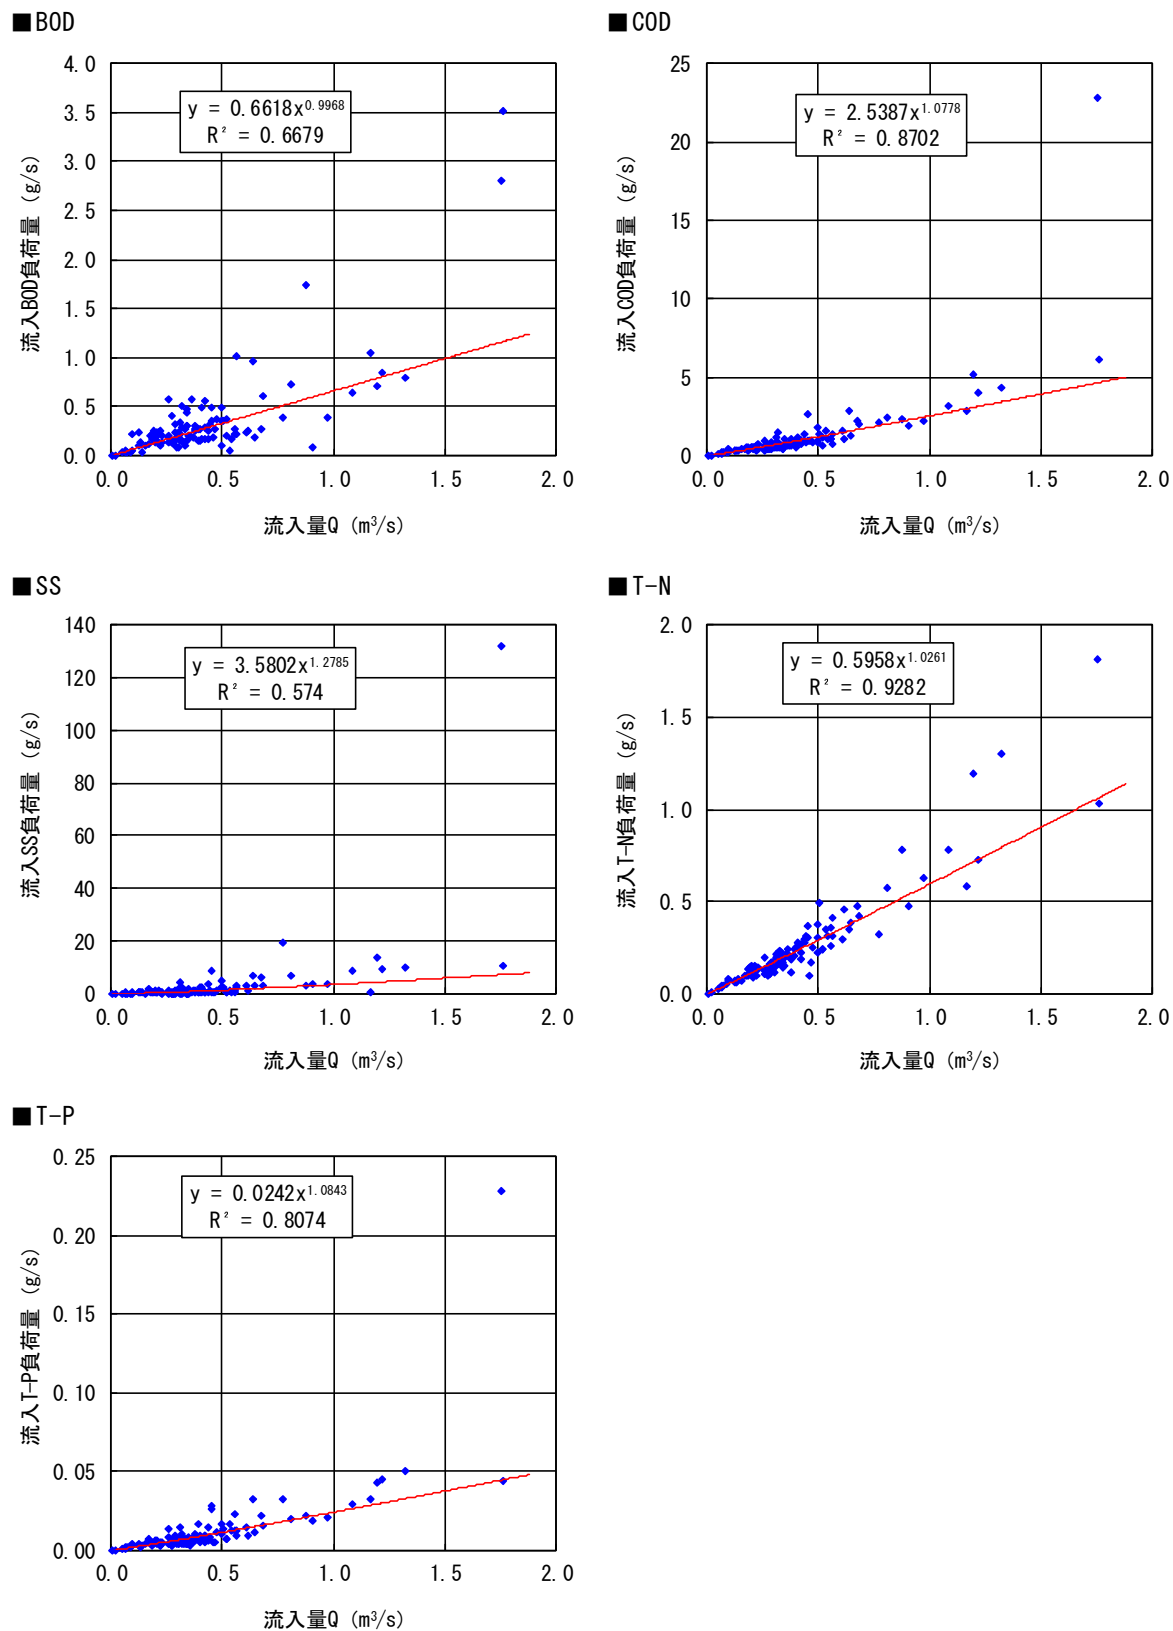 ■BOD
4.0
3.5
3.0
2.5
2.0
1.5
1.0
0.5
0.0
流入BOD負荷量 (g/s)
y = 0.6618x^0.9968
R² = 0.6679
0.0 0.5 1.0 1.5 2.0
流入量Q (m³/s)
■COD
25
20
15
10
5
0
流入COD負荷量 (g/s)
y = 2.5387x^1.0778
R² = 0.8702
0.0 0.5 1.0 1.5 2.0
流入量Q (m³/s)
■SS
140
120
100
80
60
40
20
0
流入SS負荷量 (g/s)
y = 3.5802x^1.2785
R² = 0.574
0.0 0.5 1.0 1.5 2.0
流入量Q (m³/s)
■T-N
2.0
1.5
1.0
0.5
0.0
流入T-N負荷量 (g/s)
y = 0.5958x^1.0261
R² = 0.9282
0.0 0.5 1.0 1.5 2.0
流入量Q (m³/s)
■T-P
0.25
0.20
0.15
0.10
0.05
0.00
流入T-P負荷量 (g/s)
y = 0.0242x^1.0843
R² = 0.8074
0.0 0.5 1.0 1.5 2.0
流入量Q (m³/s)